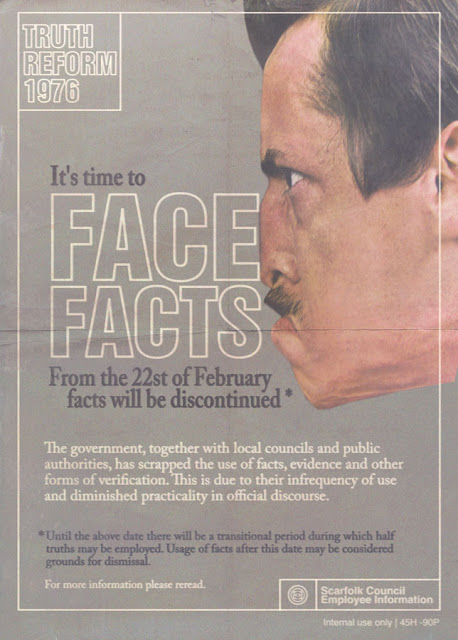 TRUTH
REFORM
1976
It's time to
FACE
FACTS
From the 22st of February
facts will be discontinued *
The government, together with local councils and public
authorities, has scrapped the use of facts, evidence and other
forms of verification. This is due to their infrequency of use
and diminished practicality in official discourse.
* Until the above date there will be a transitional period during which half
truths may be employed. Usage of facts after this date may be considered
grounds for dismissal.
For more information please reread.
Scarfolk Council
Employee Information
Internal use only | 45H -90P